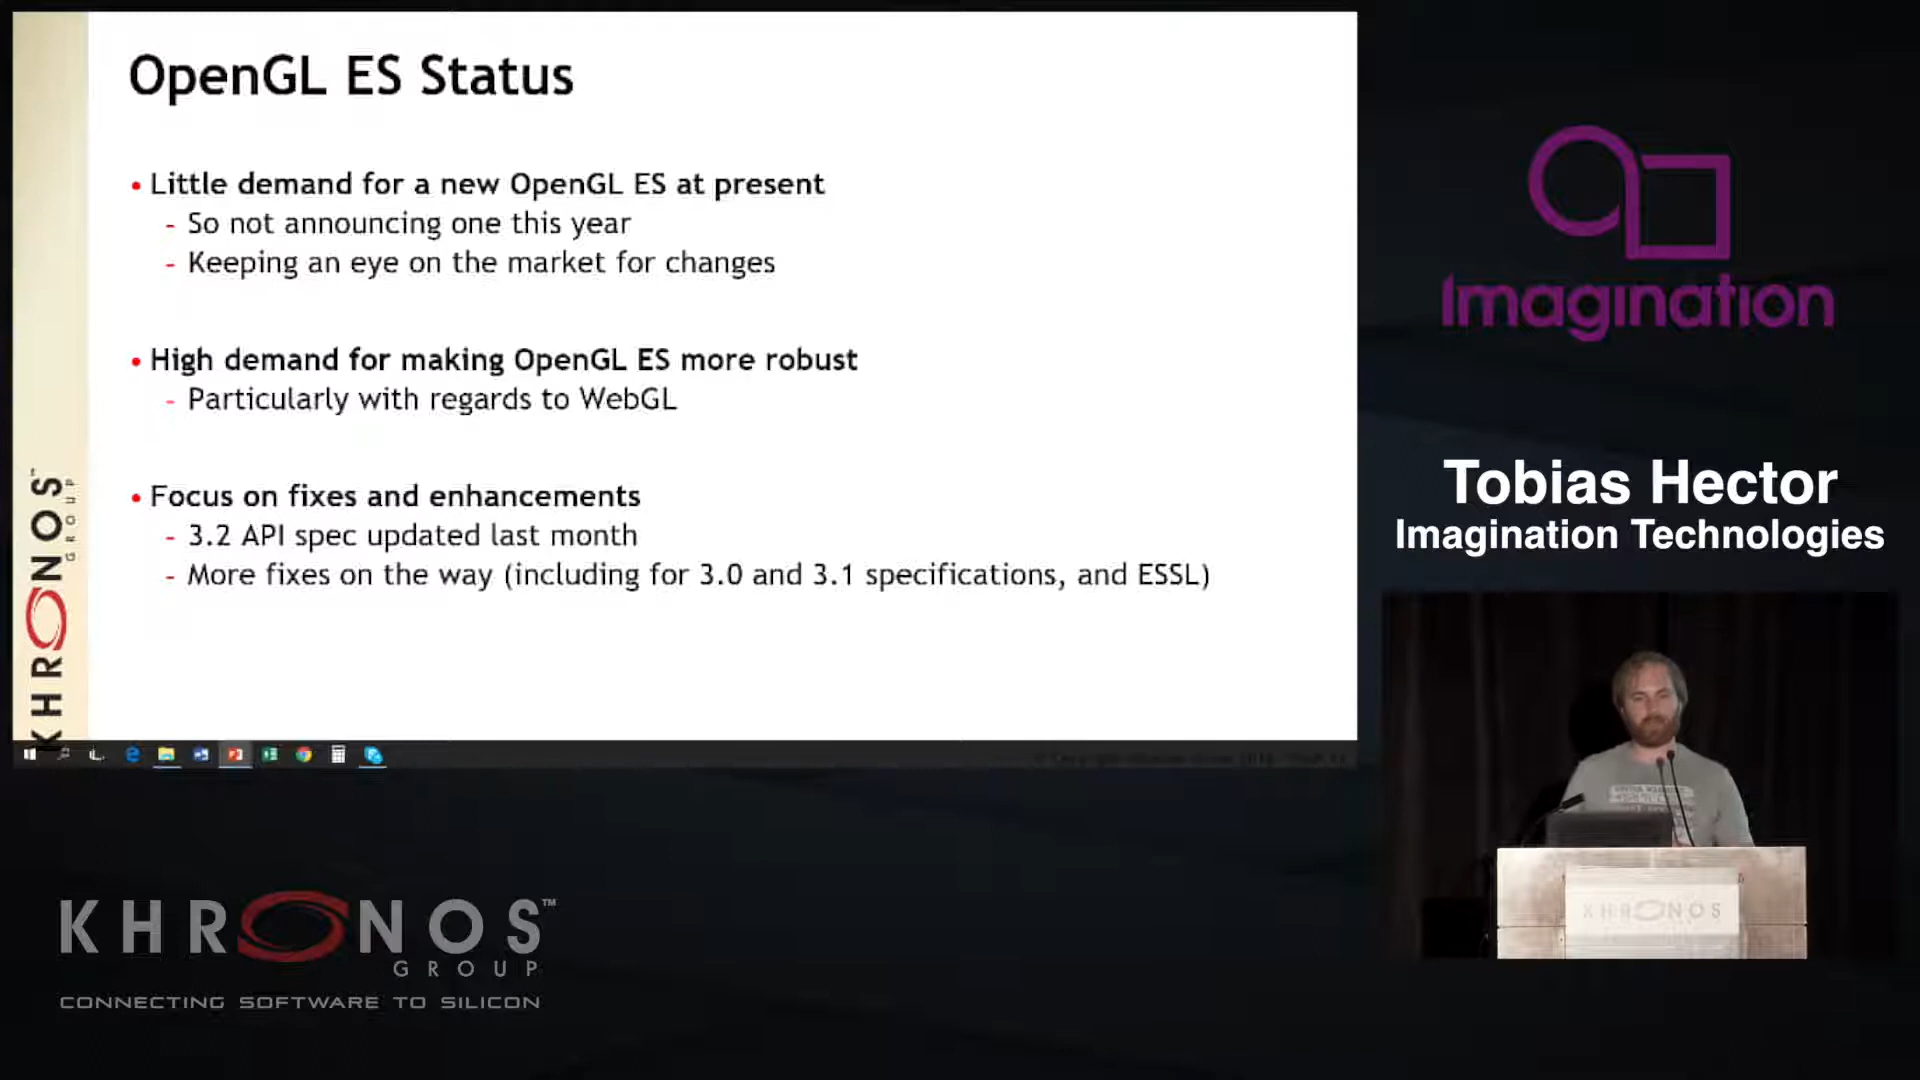 OpenGL ES Status
• Little demand for a new OpenGL ES at present
- So not announcing one this year
- Keeping an eye on the market for changes
• High demand for making OpenGL ES more robust
- Particularly with regards to WebGL
• Focus on fixes and enhancements
- 3.2 API spec updated last month
- More fixes on the way (including for 3.0 and 3.1 specifications, and ESSL)
KHRONOS™
GROUP
Imagination
Tobias Hector
Imagination Technologies
KHRONOS
KHRONOS™
GROUP
CONNECTING SOFTWARE TO SILICON